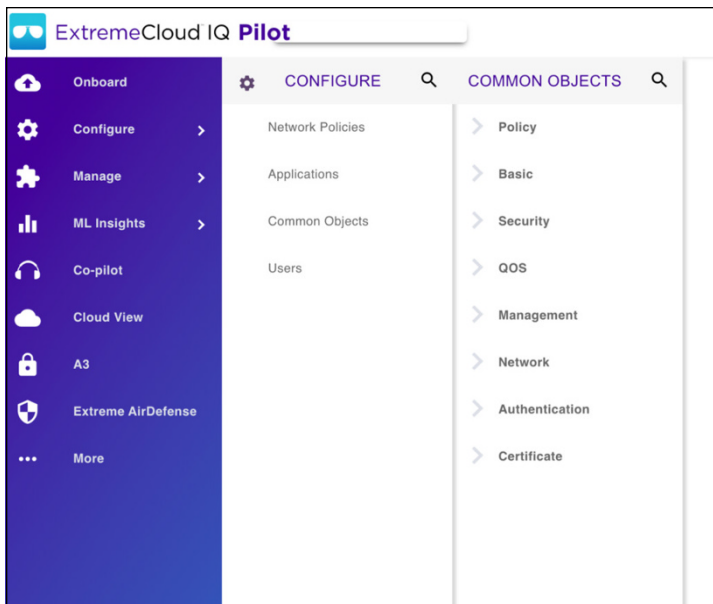 ExtremeCloud IQ Pilot
Onboard
Configure
Manage
ML Insights
Co-pilot
Cloud View
A3
Extreme AirDefense
More
CONFIGURE
Network Policies
Applications
Common Objects
Users
COMMON OBJECTS
Policy
Basic
Security
QOS
Management
Network
Authentication
Certificate